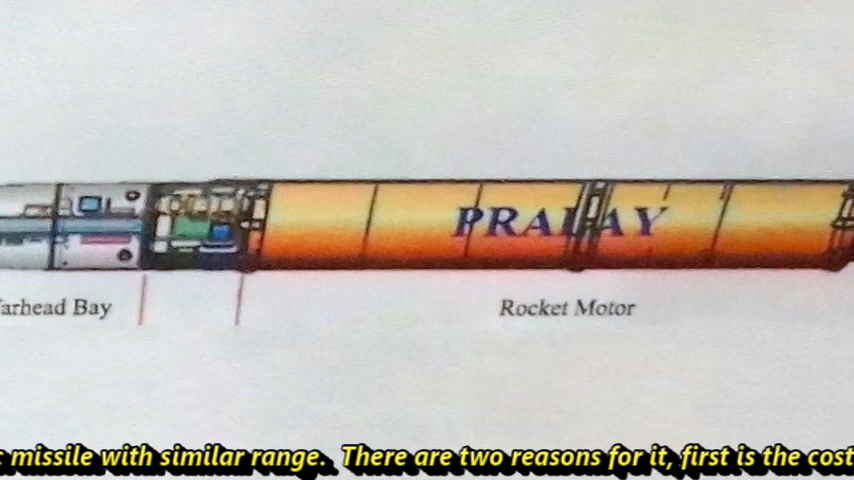 PRALAY
arhead Bay
Rocket Motor
missile with similar range. There are two reasons for it, first is the cost